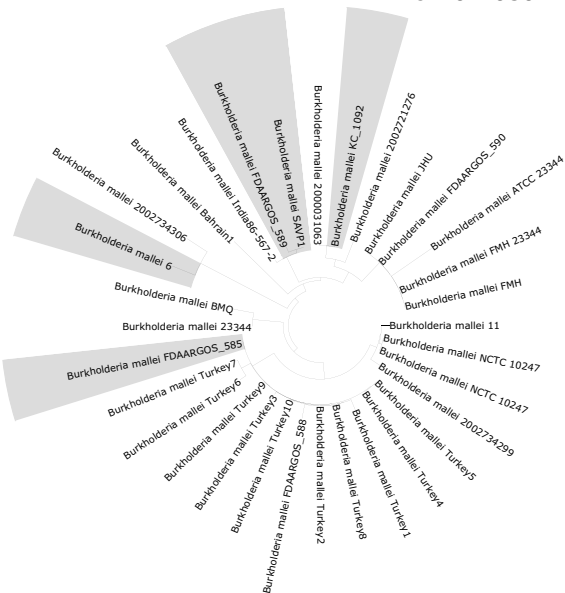 Burkholderia mallei 2000031063
Burkholderia mallei KC_1092
Burkholderia mallei 2002721276
Burkholderia mallei JHU
Burkholderia mallei FDAARGOS_590
Burkholderia mallei ATCC 23344
Burkholderia mallei FMH 23344
Burkholderia mallei FMH
Burkholderia mallei 11
Burkholderia mallei NCTC 10247
Burkholderia mallei NCTC 10247
Burkholderia mallei 2002734299
Burkholderia mallei Turkey5
Burkholderia mallei Turkey4
Burkholderia mallei Turkey1
Burkholderia mallei Turkey8
Burkholderia mallei Turkey2
Burkholderia mallei FDAARGOS_588
Burkholderia mallei Turkey10
Burkholderia mallei Turkey3
Burkholderia mallei Turkey9
Burkholderia mallei Turkey6
Burkholderia mallei Turkey7
Burkholderia mallei FDAARGOS_585
Burkholderia mallei 23344
Burkholderia mallei BMQ
Burkholderia mallei 6
Burkholderia mallei 2002734306
Burkholderia mallei Bahrain1
Burkholderia mallei India86-567-2
Burkholderia mallei FDAARGOS_589
Burkholderia mallei SAVP1